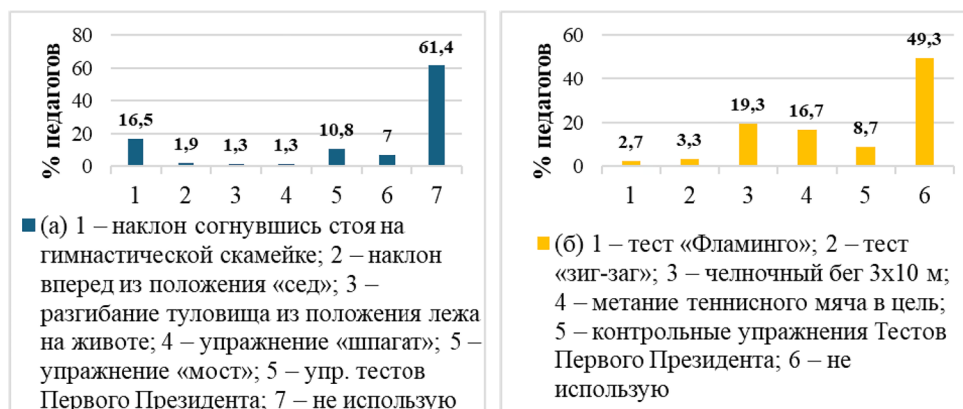 % педагогов
80
60
40
20
0
16,5
1,9
1,3
1,3
10,8
7
61,4
1 2 3 4 5 6 7
(а) 1 – наклон согнувшись стоя на
гимнастической скамейке; 2 – наклон
вперед из положения «сед»; 3 –
разгибание туловища из положения лежа
на животе; 4 – упражнение «шпагат»; 5 –
упражнение «мост»; 5 – упр. тестов
Первого Президента; 7 – не использую
% педагогов
60
40
20
0
2,7
3,3
19,3
16,7
8,7
49,3
1 2 3 4 5 6
(б) 1 – тест «Фламинго»; 2 – тест
«зиг-заг»; 3 – челночный бег 3х10 м;
4 – метание теннисного мяча в цель;
5 – контрольные упражнения Тестов
Первого Президента; 6 – не
использую